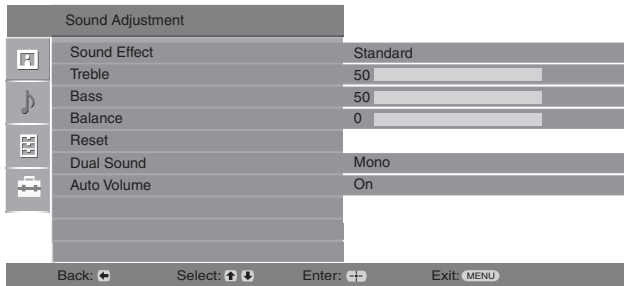 Sound Adjustment
Sound Effect Standard
Treble 50
Bass 50
Balance 0
Reset
Dual Sound Mono
Auto Volume On
Back: Select: Enter: Exit: MENU